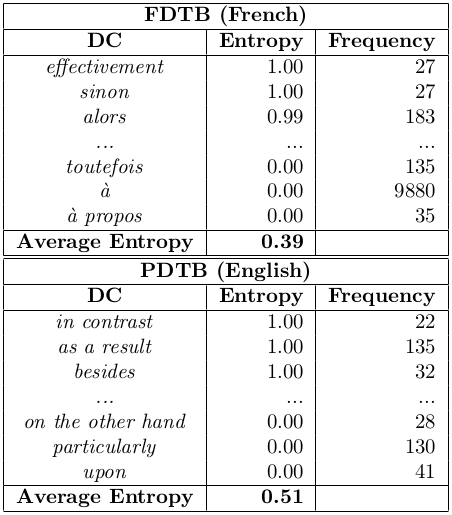 FDTB (French)
DC Entropy Frequency
effectivement 1.00 27
sinon 1.00 27
alors 0.99 183
... ... ...
toutefois 0.00 135
à 0.00 9880
à propos 0.00 35
Average Entropy 0.39
PDTB (English)
DC Entropy Frequency
in contrast 1.00 22
as a result 1.00 135
besides 1.00 32
... ... ...
on the other hand 0.00 28
particularly 0.00 130
upon 0.00 41
Average Entropy 0.51